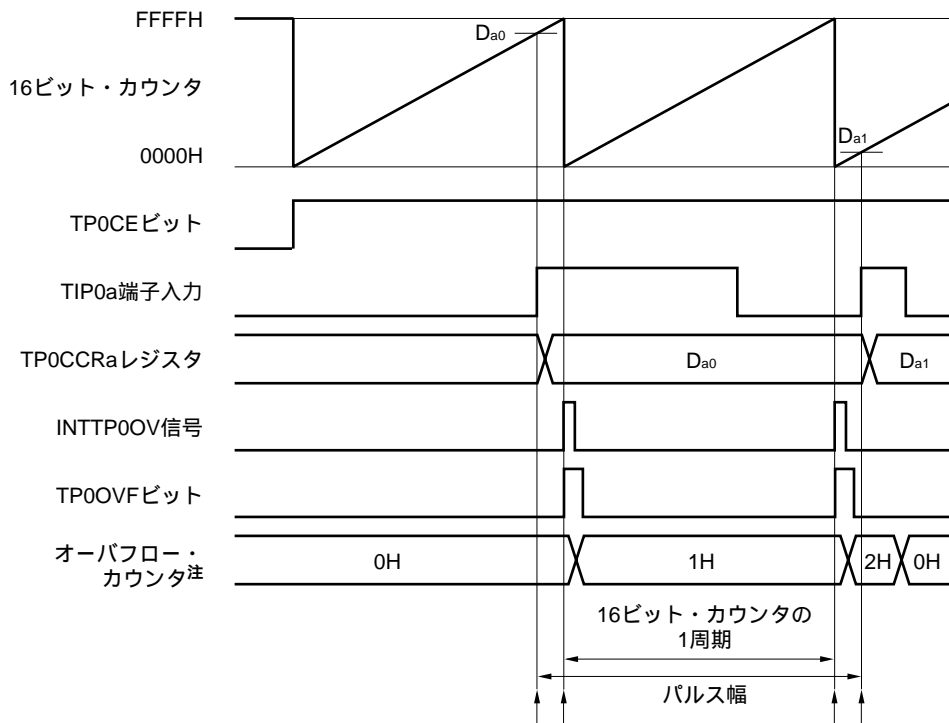 FFFFH
Da0
16ビット・カウンタ
Da1
0000H
TP0CEビット
TIP0a端子入力
TP0CCRaレジスタ
Da0
Da1
INTTP0OV信号
TP0OVFビット
オーバフロー・
カウンタ注
0H
1H
2H
0H
16ビット・カウンタの
1周期
パルス幅